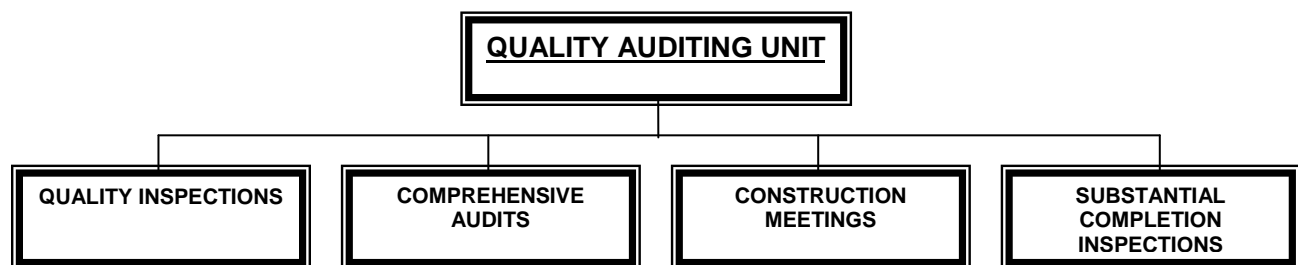 QUALITY AUDITING UNIT
QUALITY INSPECTIONS
COMPREHENSIVE
AUDITS
CONSTRUCTION
MEETINGS
SUBSTANTIAL
COMPLETION
INSPECTIONS